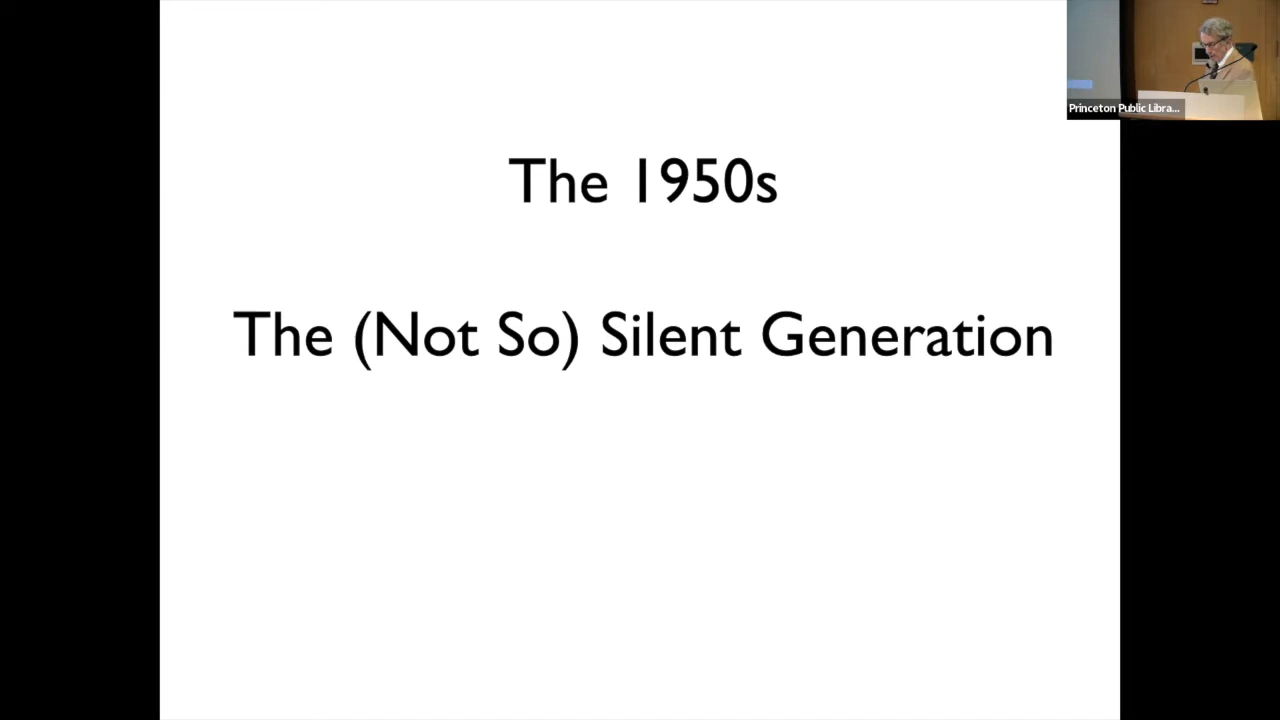 The 1950s
The (Not So) Silent Generation
Princeton Public Libra...